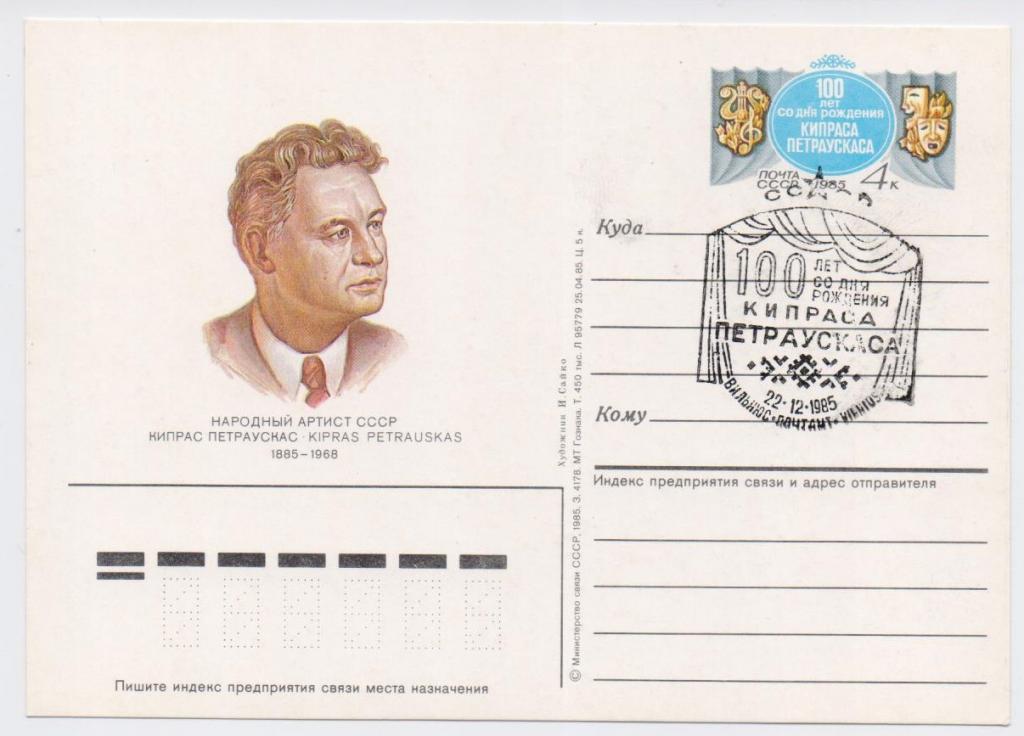 100
лет
со дня рождения
КИПРАСА
ПЕТРАУСКАСА
ПОЧТА
СССР 1985
4к
Куда
100 ЛЕТ
СО ДНЯ
РОЖДЕНИЯ
КИПРАСА
ПЕТРАУСКАСА
22·12·1985
ВИЛЬНЮС·ПОЧТАМТ·VILNIUS
Кому
НАРОДНЫЙ АРТИСТ СССР
КИПРАС ПЕТРАУСКАС · KIPRAS PETRAUSKAS
1885–1968
Индекс предприятия связи и адрес отправителя
Пишите индекс предприятия связи места назначения
Художник И. Сайко
© Министерство связи СССР, 1985. З. 4178. МТ Гознака. Т. 450 тыс. Л 95779 25.04.85. Ц. 5 к.